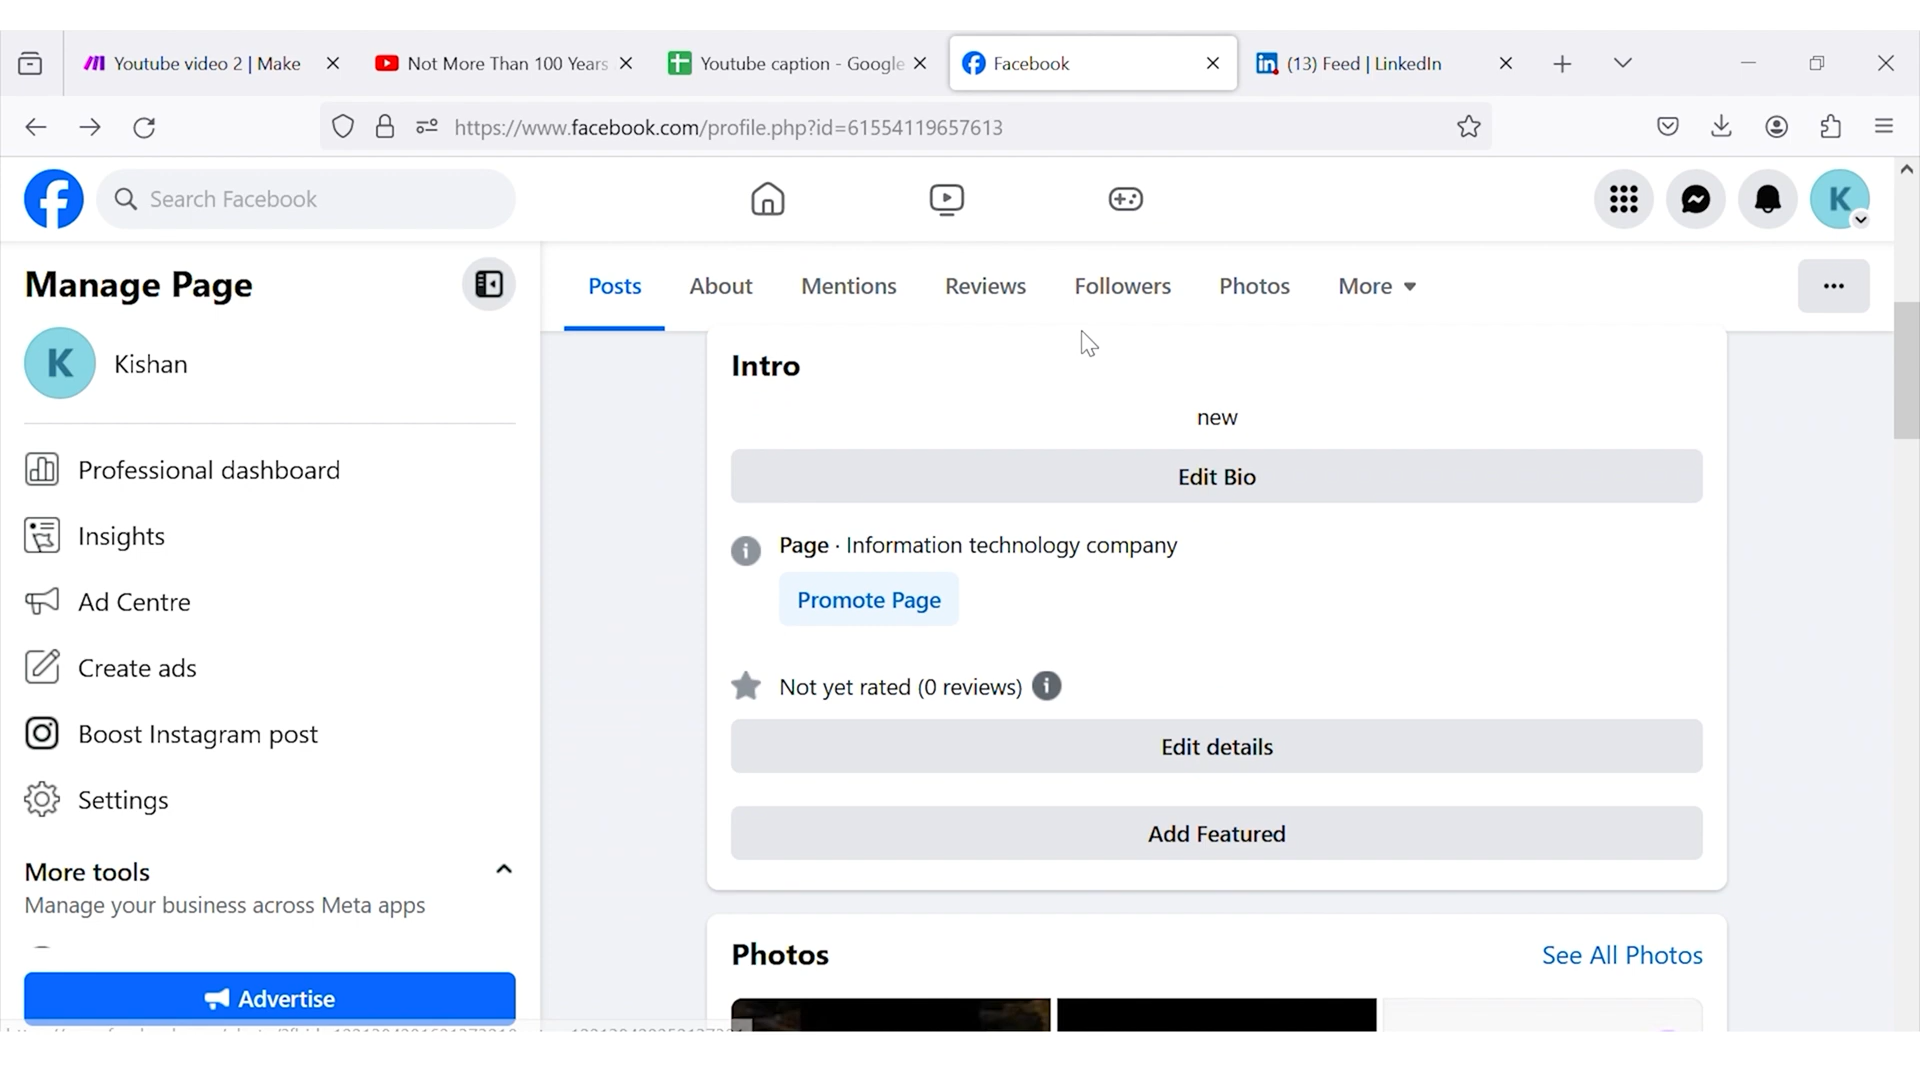 Youtube video 2 | Make
Not More Than 100 Years
Youtube caption - Google
Facebook
(13) Feed | LinkedIn
https://www.facebook.com/profile.php?id=61554119657613
Search Facebook
K
Manage Page
K
Kishan
Professional dashboard
Insights
Ad Centre
Create ads
Boost Instagram post
Settings
More tools
Manage your business across Meta apps
Advertise
Posts
About
Mentions
Reviews
Followers
Photos
More
Intro
new
Edit Bio
Page · Information technology company
Promote Page
Not yet rated (0 reviews)
Edit details
Add Featured
Photos
See All Photos